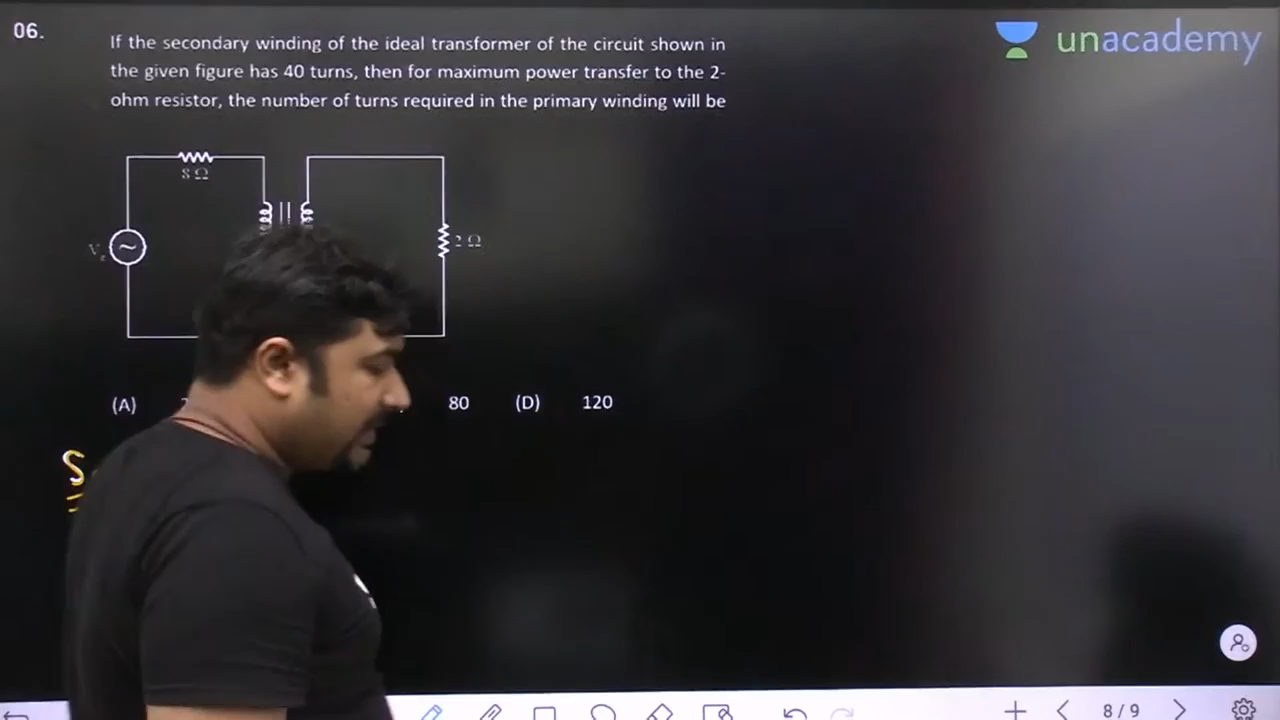 06.
unacademy
If the secondary winding of the ideal transformer of the circuit shown in
the given figure has 40 turns, then for maximum power transfer to the 2-
ohm resistor, the number of turns required in the primary winding will be
8 Ω
2 Ω
(A) 80 (D) 120
S
8 / 9